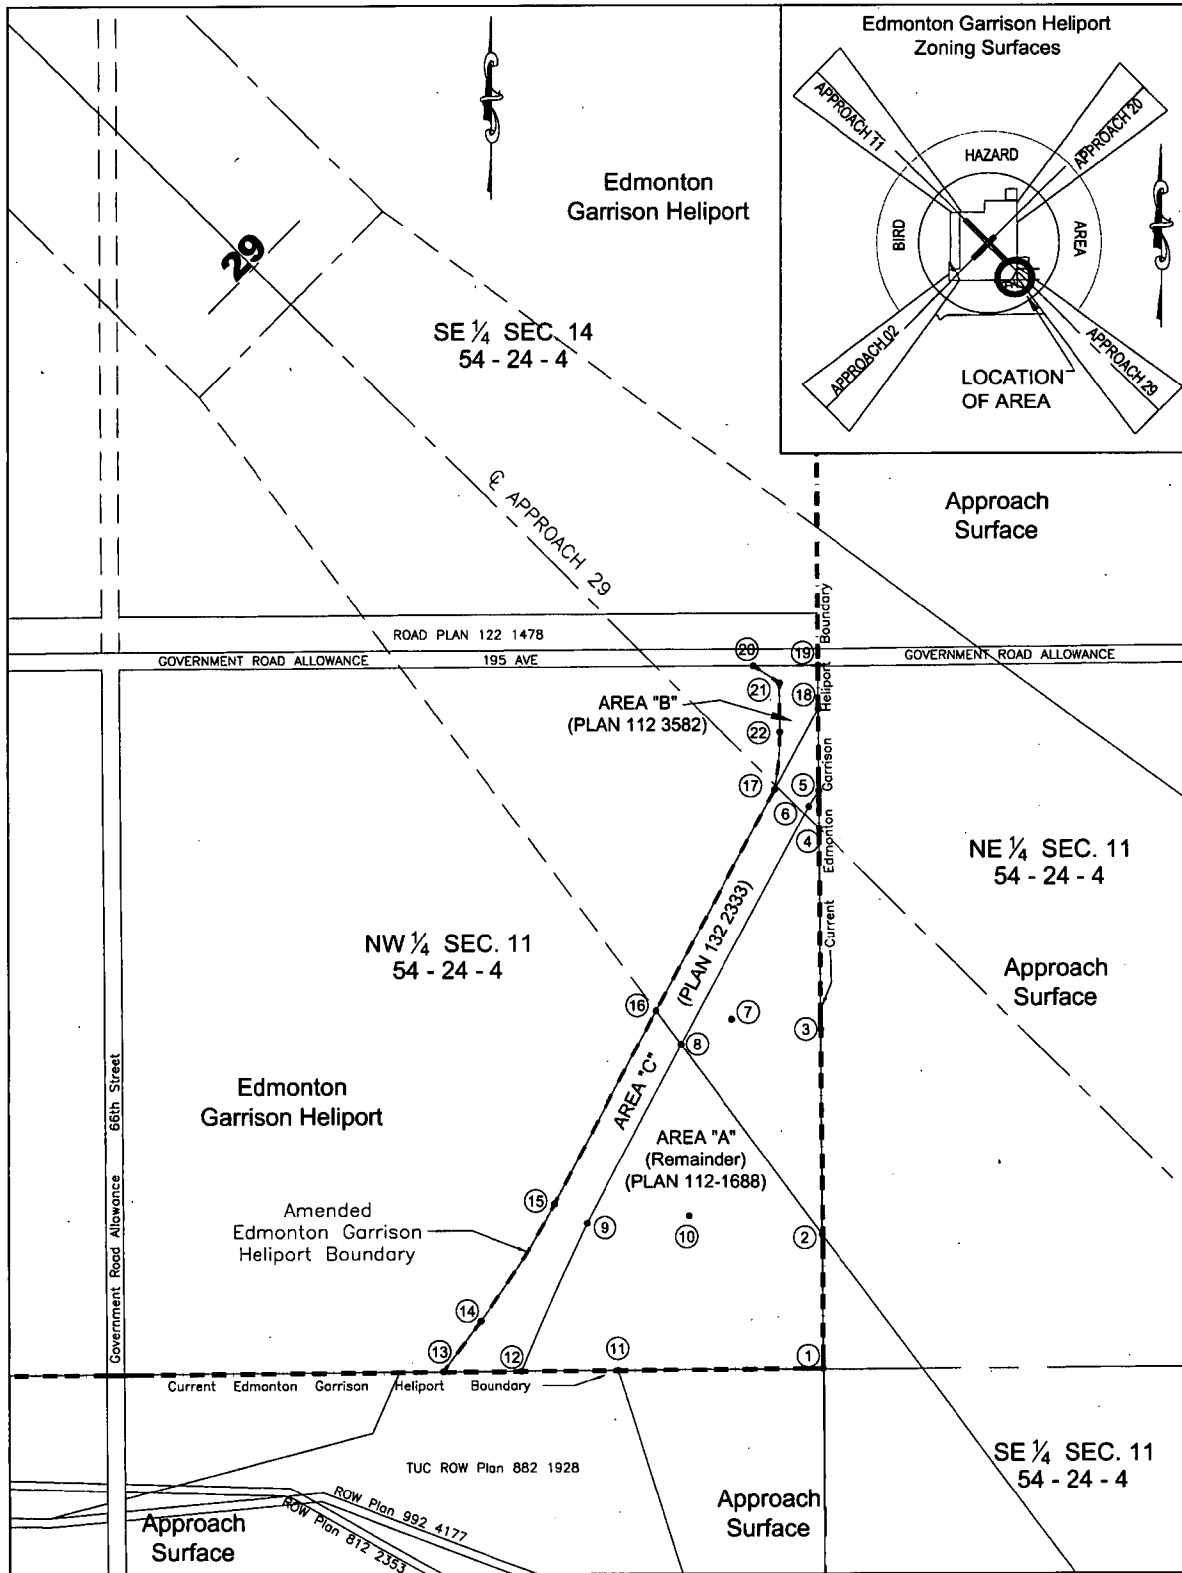 Edmonton Garrison Heliport
Zoning Surfaces
APPROACH 11
APPROACH 20
HAZARD
BIRD
AREA
APPROACH 02
APPROACH 29
LOCATION
OF AREA
Edmonton
Garrison Heliport
29
SE ¼ SEC. 14
54 - 24 - 4
℄ APPROACH 29
Approach
Surface
ROAD PLAN 122 1478
GOVERNMENT ROAD ALLOWANCE
195 AVE
GOVERNMENT ROAD ALLOWANCE
20
19
21
18
AREA "B"
(PLAN 112 3582)
22
17
5
6
4
Current Edmonton Garrison Heliport Boundary
NE ¼ SEC. 11
54 - 24 - 4
NW ¼ SEC. 11
54 - 24 - 4
(PLAN 132 2333)
AREA "C"
Approach
Surface
16
7
3
8
Edmonton
Garrison Heliport
Government Road Allowance 66th Street
AREA "A"
(Remainder)
(PLAN 112-1688)
15
9
10
2
Amended
Edmonton Garrison
Heliport Boundary
14
13
12
11
1
Current Edmonton Garrison Heliport Boundary
TUC ROW Plan 882 1928
SE ¼ SEC. 11
54 - 24 - 4
ROW Plan 992 4177
ROW Plan 812 2353
Approach
Surface
Approach
Surface